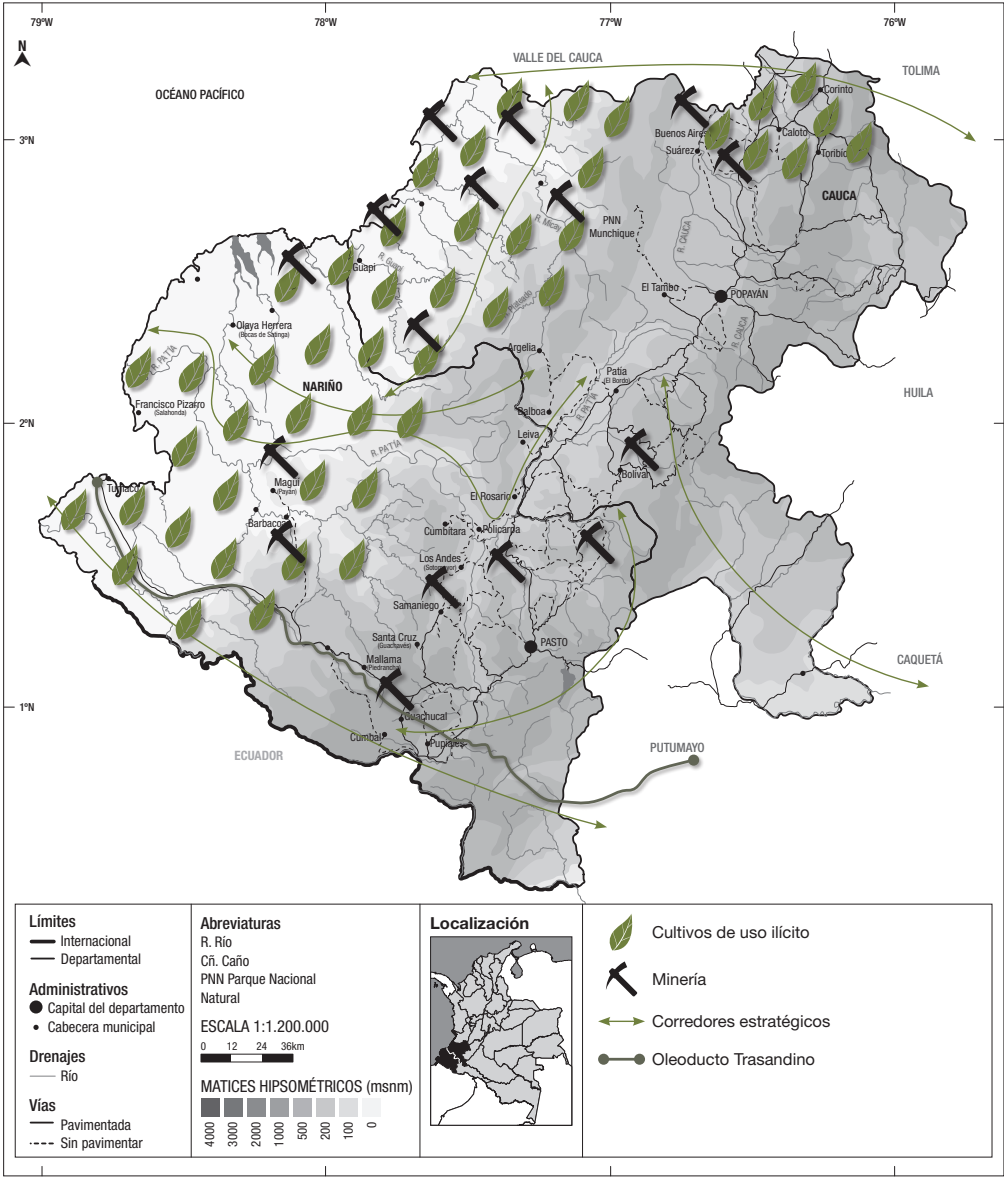 79°W
78°W
77°W
76°W
N
VALLE DEL CAUCA
TOLIMA
OCÉANO PACÍFICO
Corinto
3°N
Buenos Aires
Caloto
Suárez
Toribío
CAUCA
R. Micay
PNN
Munchique
R. CAUCA
Guapi
R. Guapi
El Tambo
POPAYÁN
Olaya Herrera
(Bocas de Satinga)
R. CAUCA
Argelia
R. PATÍA
Patía
(El Bordo)
HUILA
NARIÑO
R. PATÍA
Francisco Pizarro
(Salahonda)
Balboa
2°N
Leiva
R. PATÍA
Bolívar
Tumaco
Magüí
(Payán)
El Rosario
Barbacoas
Cumbitara
Policarpa
Los Andes
(Sotomayor)
Samaniego
Santa Cruz
(Guachavés)
PASTO
Mallama
(Piedrancha)
CAQUETÁ
1°N
Guachucal
Cumbal
Pupiales
ECUADOR
PUTUMAYO
Límites
Internacional
Departamental
Administrativos
Capital del departamento
Cabecera municipal
Drenajes
Río
Vías
Pavimentada
Sin pavimentar
Abreviaturas
R. Río
Cñ. Caño
PNN Parque Nacional
Natural
ESCALA 1:1.200.000
0 12 24 36km
MATICES HIPSOMÉTRICOS (msnm)
4000 3000 2000 1000 500 200 100 0
Localización
Cultivos de uso ilícito
Minería
Corredores estratégicos
Oleoducto Trasandino